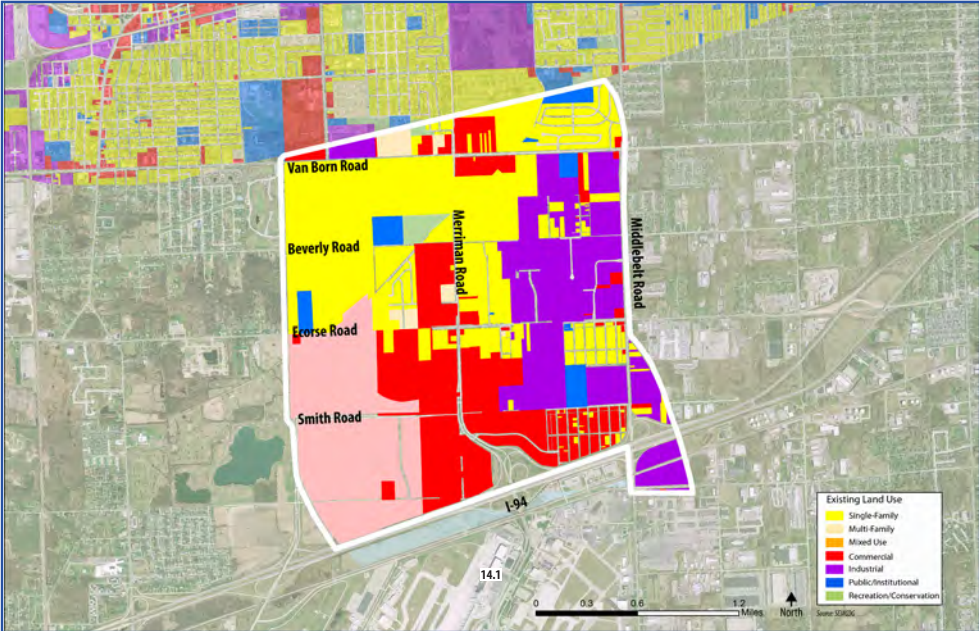 Van Born Road
Beverly Road
Merriman Road
Middlebelt Road
Ecorse Road
Smith Road
I-94
14.1
Existing Land Use
Single-Family
Multi-Family
Mixed Use
Commercial
Industrial
Public/Institutional
Recreation/Conservation
0 0.3 0.6 1.2
Miles
North
Source: SEMCOG